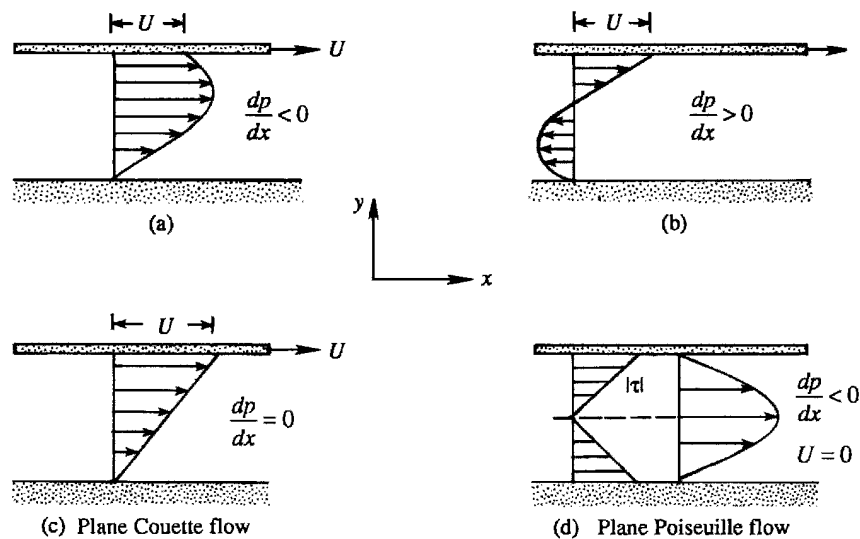 U
U
dp/dx < 0
(a)
U
dp/dx > 0
(b)
y
x
U
U
dp/dx = 0
(c) Plane Couette flow
|τ|
dp/dx < 0
U = 0
(d) Plane Poiseuille flow